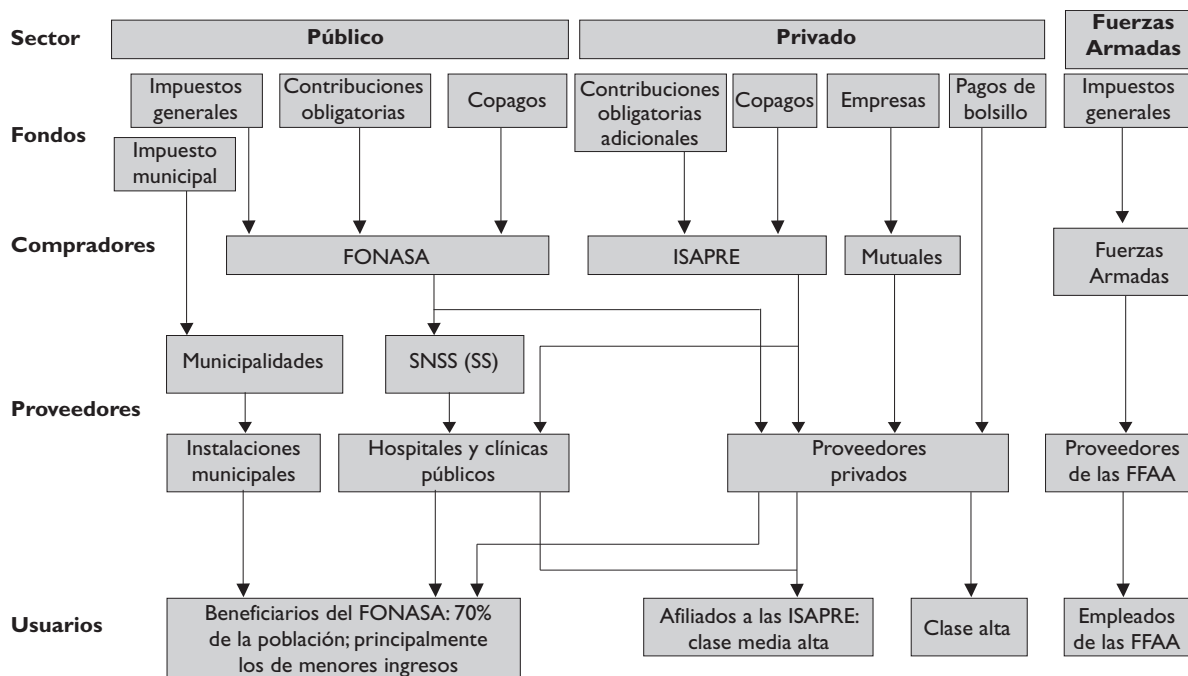 Sector
Público
Privado
Fuerzas
Armadas
Fondos
Impuestos
generales
Contribuciones
obligatorias
Copagos
Contribuciones
obligatorias
adicionales
Copagos
Empresas
Pagos de
bolsillo
Impuestos
generales
Impuesto
municipal
Compradores
FONASA
ISAPRE
Mutuales
Fuerzas
Armadas
Municipalidades
SNSS (SS)
Proveedores
Instalaciones
municipales
Hospitales y clínicas
públicos
Proveedores
privados
Proveedores
de las FFAA
Usuarios
Beneficiarios del FONASA: 70%
de la población; principalmente
los de menores ingresos
Afiliados a las ISAPRE:
clase media alta
Clase alta
Empleados
de las FFAA